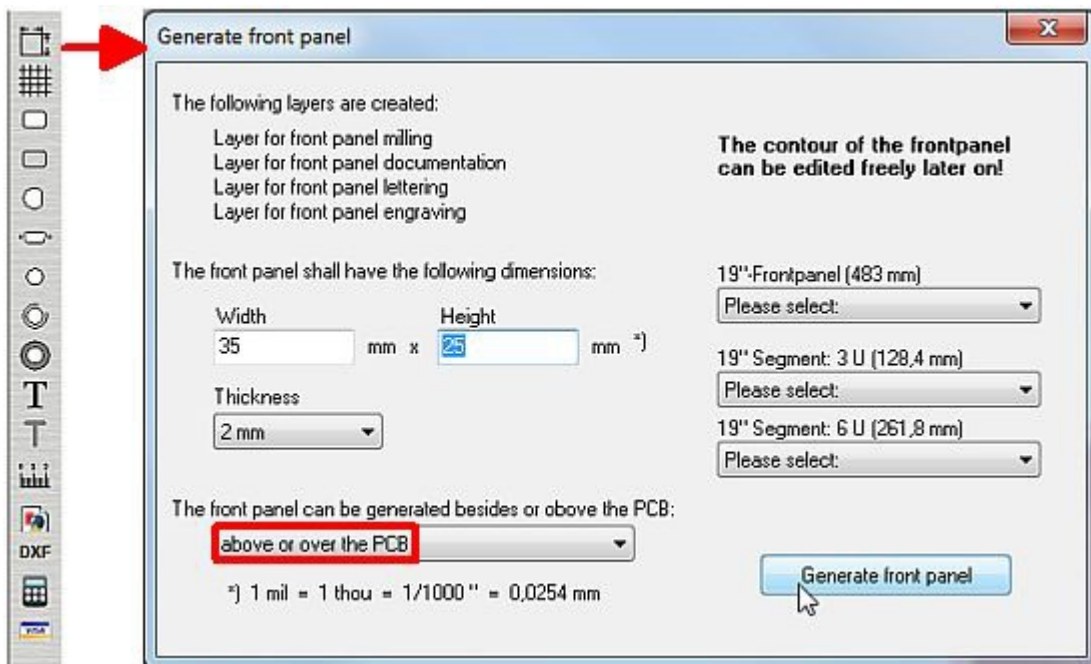 Generate front panel
x
The following layers are created:
Layer for front panel milling
Layer for front panel documentation
Layer for front panel lettering
Layer for front panel engraving
The contour of the frontpanel
can be edited freely later on!
The front panel shall have the following dimensions:
Width
Height
35
mm x
25
mm *)
Thickness
2 mm
19"-Frontpanel (483 mm)
Please select:
19" Segment: 3 U (128,4 mm)
Please select:
19" Segment: 6 U (261,8 mm)
Please select:
The front panel can be generated besides or obove the PCB:
above or over the PCB
*) 1 mil = 1 thou = 1/1000 " = 0,0254 mm
Generate front panel
T
T
DXF
VISA